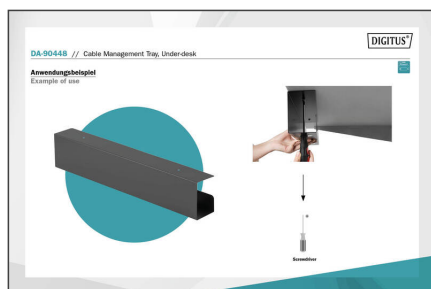 DIGITUS®
DA-90448 // Cable Management Tray, Under-desk
Anwendungsbeispiel
Example of use
Screwdriver